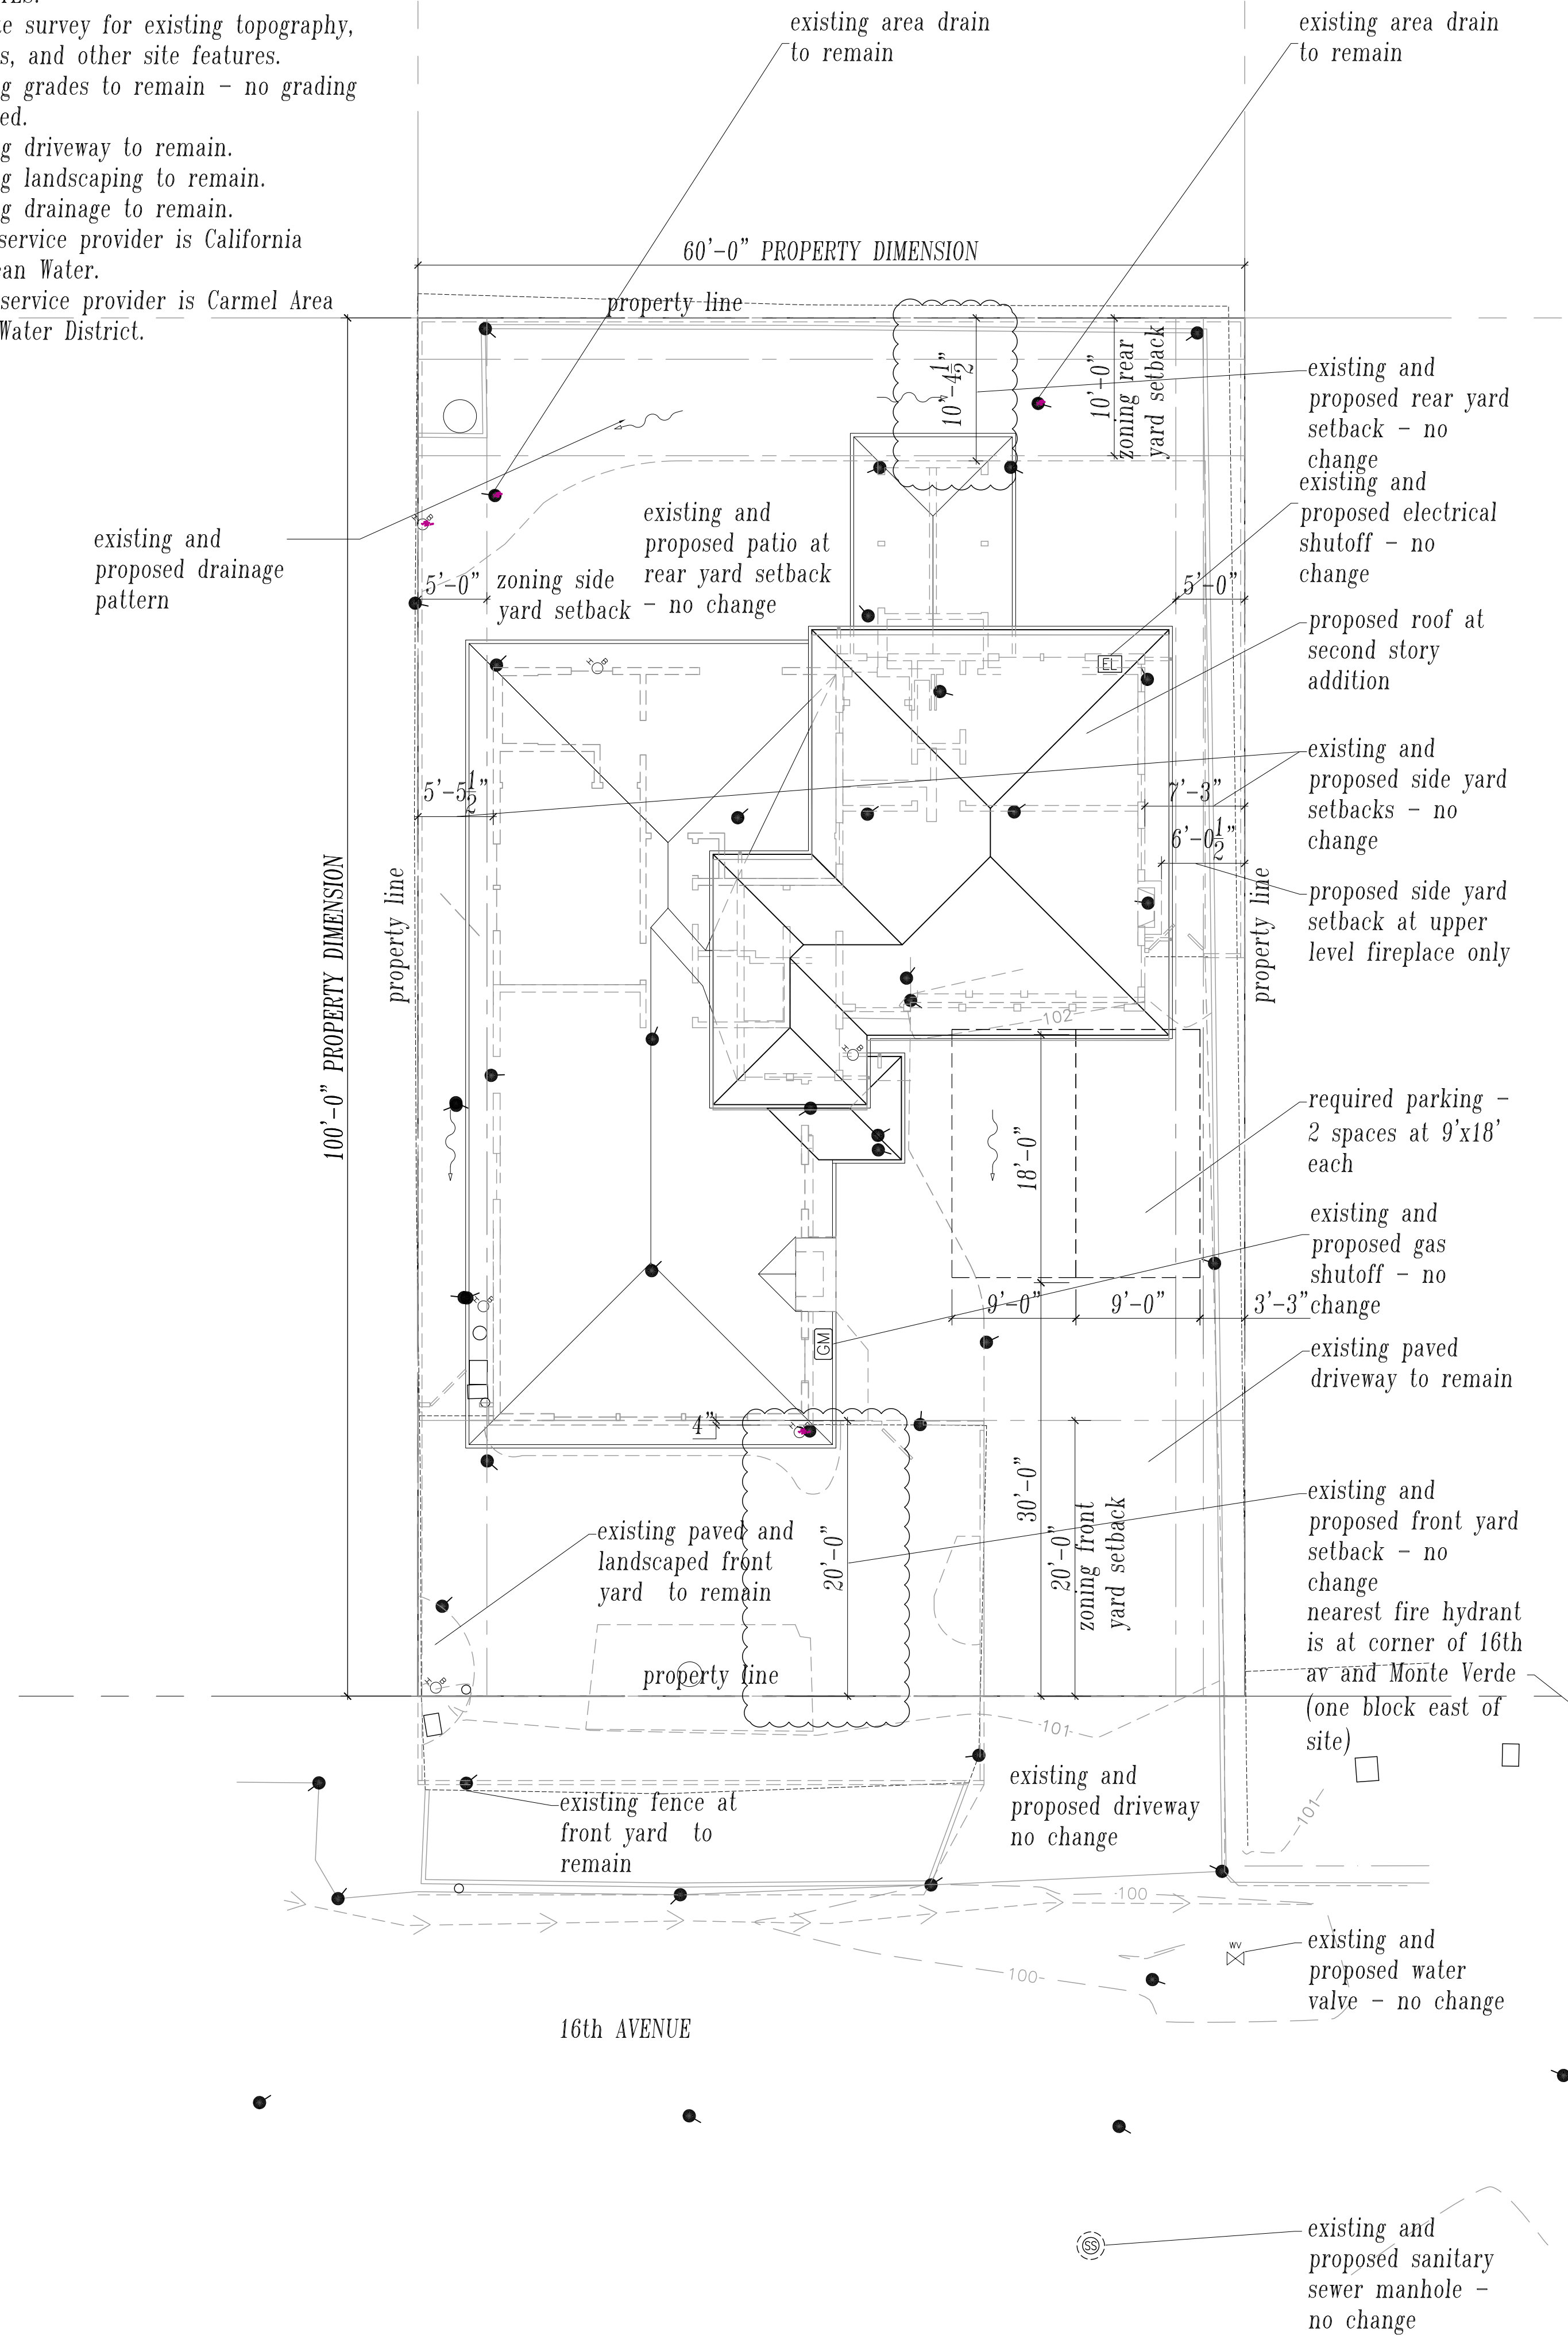 te survey for existing topography,
s, and other site features.
g grades to remain – no grading
ed.
g driveway to remain.
g landscaping to remain.
g drainage to remain.
service provider is California
can Water.
service provider is Carmel Area
Water District.
existing area drain
to remain
existing area drain
to remain
60'-0" PROPERTY DIMENSION
property line
10'-4 1/2"
10'-0"
zoning rear
yard setback
existing and
proposed rear yard
setback – no
change
existing and
proposed electrical
shutoff – no
change
existing and
proposed drainage
pattern
5'-0"
zoning side
yard setback
existing and
proposed patio at
rear yard setback
– no change
5'-0"
EL
proposed roof at
second story
addition
existing and
proposed side yard
setbacks – no
change
5'-5 1/2"
7'-3"
6'-0 1/2"
proposed side yard
setback at upper
level fireplace only
100'-0" PROPERTY DIMENSION
property line
property line
102
required parking –
2 spaces at 9'x18'
each
18'-0"
existing and
proposed gas
shutoff – no
change
9'-0"
9'-0"
3'-3"
GM
existing paved
driveway to remain
4"
30'-0"
20'-0"
20'-0"
zoning front
yard setback
existing and
proposed front yard
setback – no
change
existing paved and
landscaped front
yard to remain
nearest fire hydrant
is at corner of 16th
av and Monte Verde
(one block east of
site)
property line
101
existing and
proposed driveway
no change
existing fence at
front yard to
remain
101
100
WV
existing and
proposed water
valve – no change
100
16th AVENUE
SS
existing and
proposed sanitary
sewer manhole –
no change